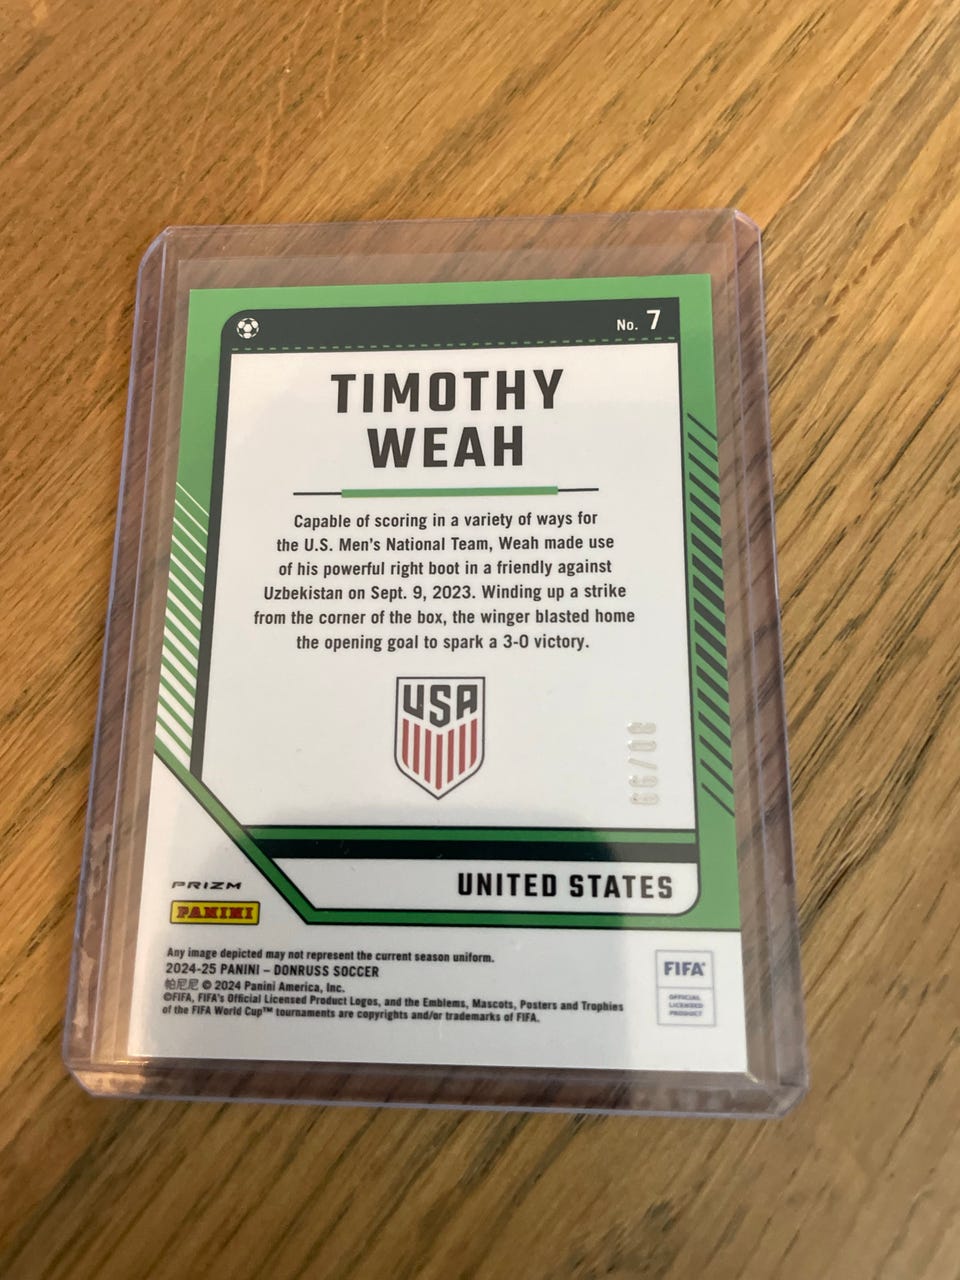 No. 7
TIMOTHY
WEAH
Capable of scoring in a variety of ways for
the U.S. Men's National Team, Weah made use
of his powerful right boot in a friendly against
Uzbekistan on Sept. 9, 2023. Winding up a strike
from the corner of the box, the winger blasted home
the opening goal to spark a 3-0 victory.
USA
UNITED STATES
PRIZM
PANINI
Any image depicted may not represent the current season uniform.
2024-25 PANINI – DONRUSS SOCCER
帕尼尼 © 2024 Panini America, Inc.
©FIFA, FIFA's Official Licensed Product Logos, and the Emblems, Mascots, Posters and Trophies
of the FIFA World Cup™ tournaments are copyrights and/or trademarks of FIFA.
FIFA®
OFFICIAL
LICENSED
PRODUCT